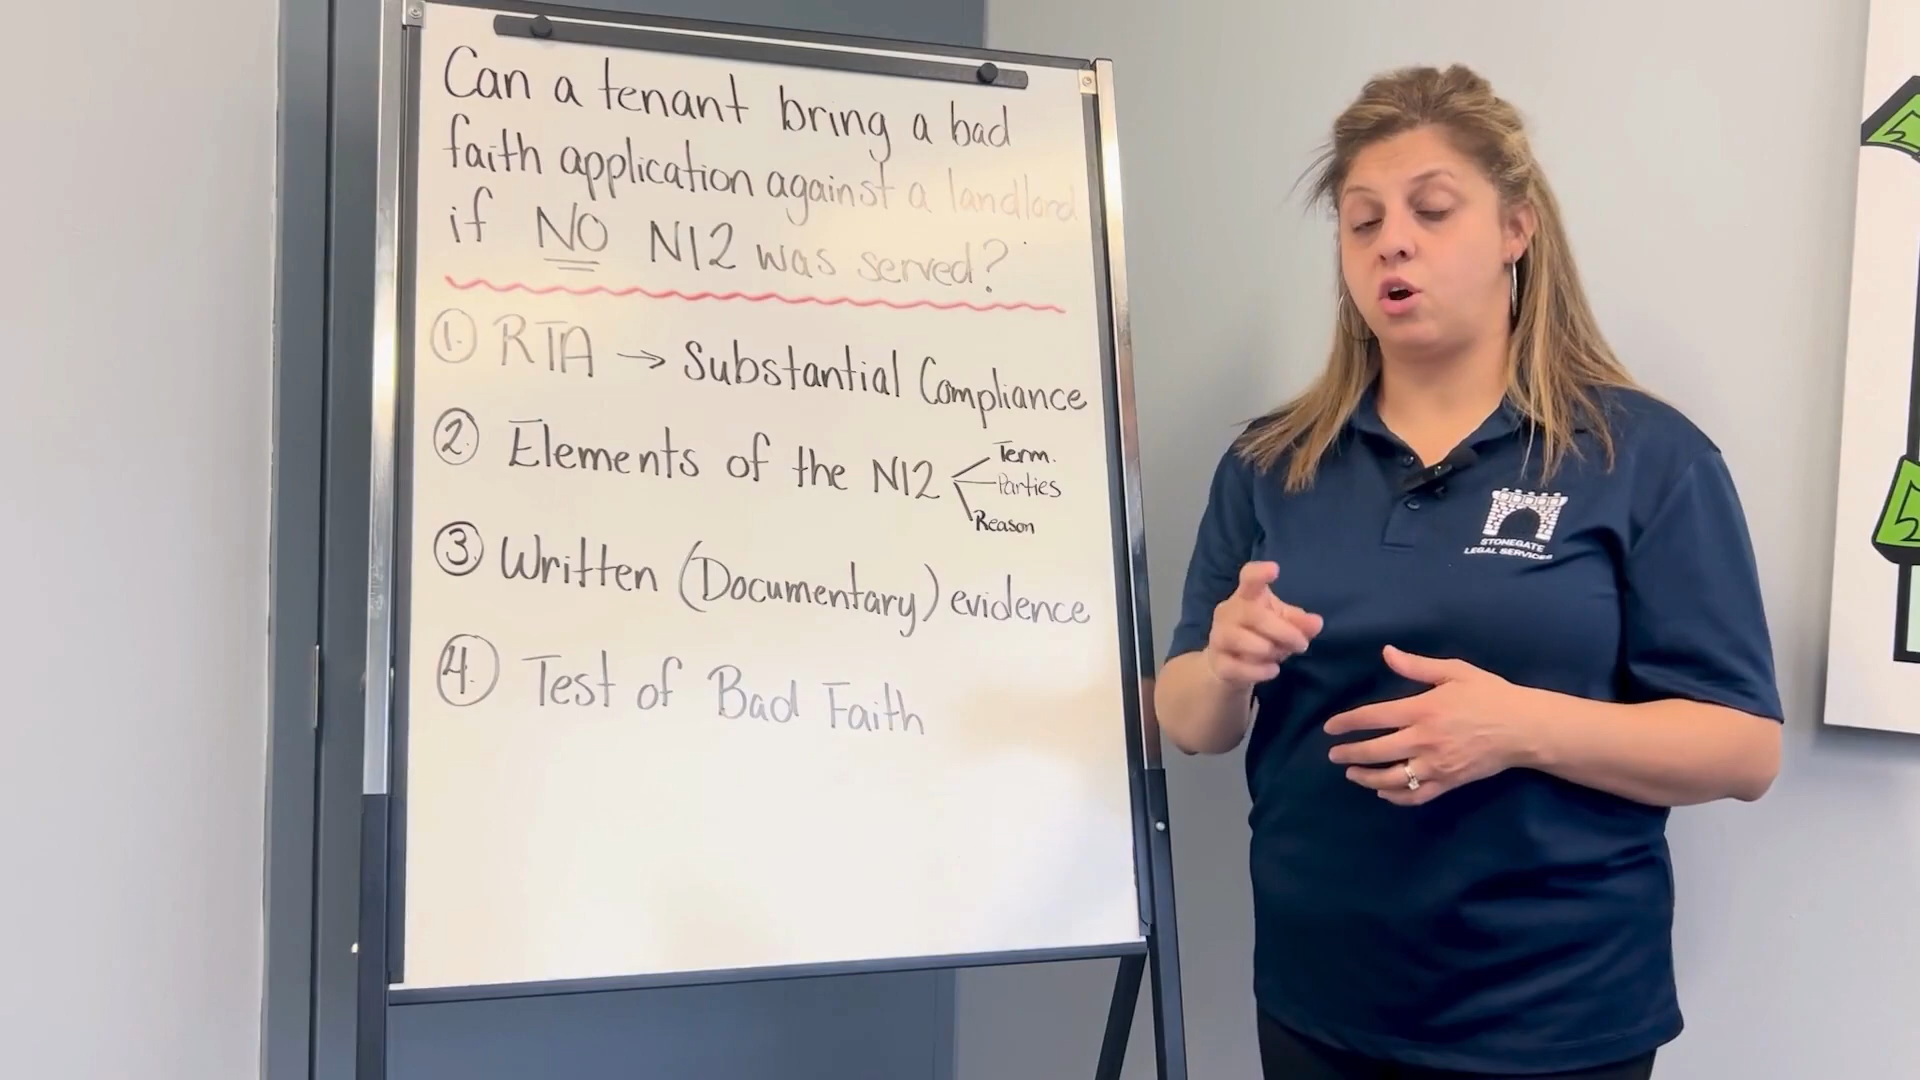 Can a tenant bring a bad
faith application against a landlord
if NO N12 was served?
1. RTA → Substantial Compliance
2. Elements of the N12
Term.
Parties
Reason
3. Written (Documentary) evidence
4. Test of Bad Faith
STONEGATE
LEGAL SERVICES